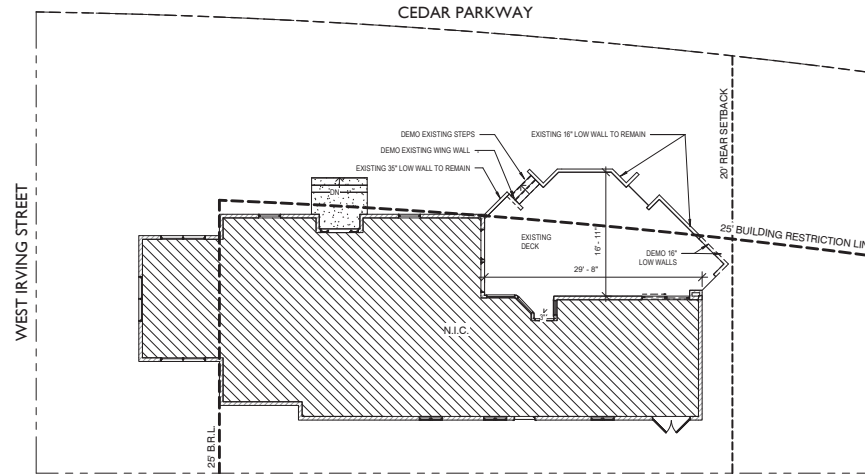 CEDAR PARKWAY
WEST IRVING STREET
20' REAR SETBACK
DEMO EXISTING STEPS
DEMO EXISTING WING WALL
EXISTING 35" LOW WALL TO REMAIN
EXISTING 16" LOW WALL TO REMAIN
DN
EXISTING
DECK
16' - 11"
29' - 8"
25' BUILDING RESTRICTION LIN
DEMO 16"
LOW WALLS
N.I.C.
25' B.R.L.